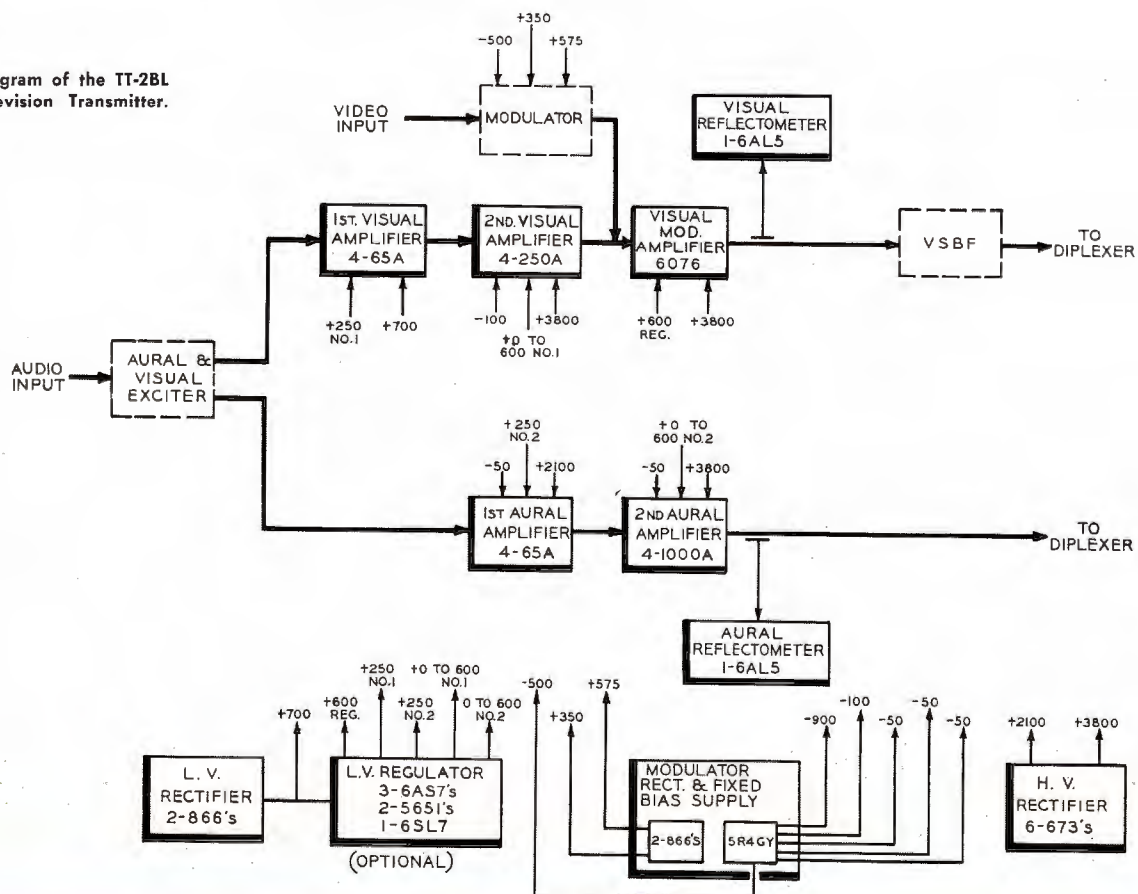 gram of the TT-2BL
evision Transmitter.
-500
+350
+575
VIDEO
INPUT
MODULATOR
VISUAL
REFLECTOMETER
1-6AL5
1ST. VISUAL
AMPLIFIER
4-65A
2ND. VISUAL
AMPLIFIER
4-250A
VISUAL
MOD.
AMPLIFIER
6076
VSBF
TO
DIPLEXER
+250
NO.1
+700
-100
+0 TO
600 NO.1
+3800
+600
REG.
+3800
AUDIO
INPUT
AURAL &
VISUAL
EXCITER
-50
+250
NO.2
+2100
-50
+0 TO
600 NO.2
+3800
1ST AURAL
AMPLIFIER
4-65A
2ND AURAL
AMPLIFIER
4-1000A
TO
DIPLEXER
AURAL
REFLECTOMETER
1-6AL5
+700
+600
REG.
+250
NO.1
+250
NO.2
+0 TO 600
NO.1
0 TO 600
NO.2
-500
+350
+575
-900
-100
-50
-50
-50
+2100
+3800
L. V.
RECTIFIER
2-866's
L.V. REGULATOR
3-6AS7's
2-5651's
1-6SL7
(OPTIONAL)
MODULATOR
RECT. & FIXED
BIAS SUPPLY
2-866's
5R4GY
H. V.
RECTIFIER
6-673's